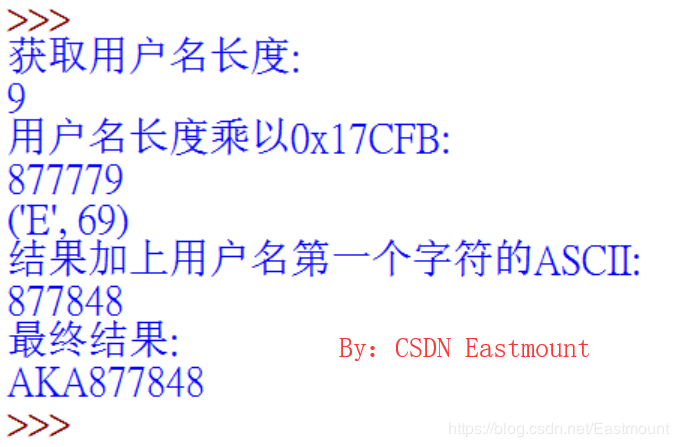 >>>
获取用户名长度:
9
用户名长度乘以0x17CFB:
877779
('E', 69)
结果加上用户名第一个字符的ASCII:
877848
最终结果:
By: CSDN Eastmount
AKA877848
>>>
https://blog.csdn.net/Eastmount